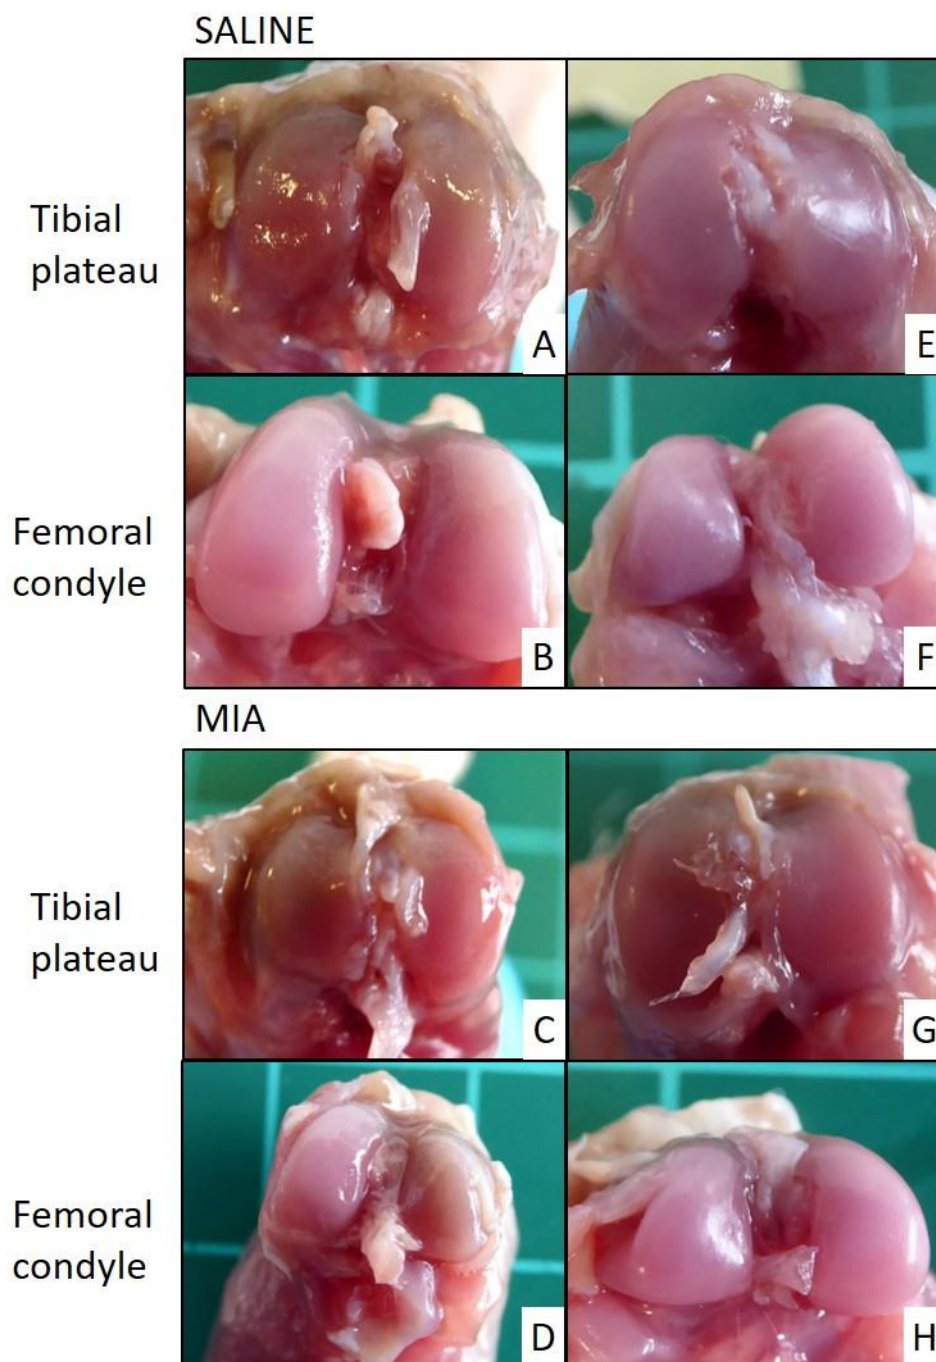 SALINE
Tibial
plateau
A
E
Femoral
condyle
B
F
MIA
Tibial
plateau
C
G
Femoral
condyle
D
H